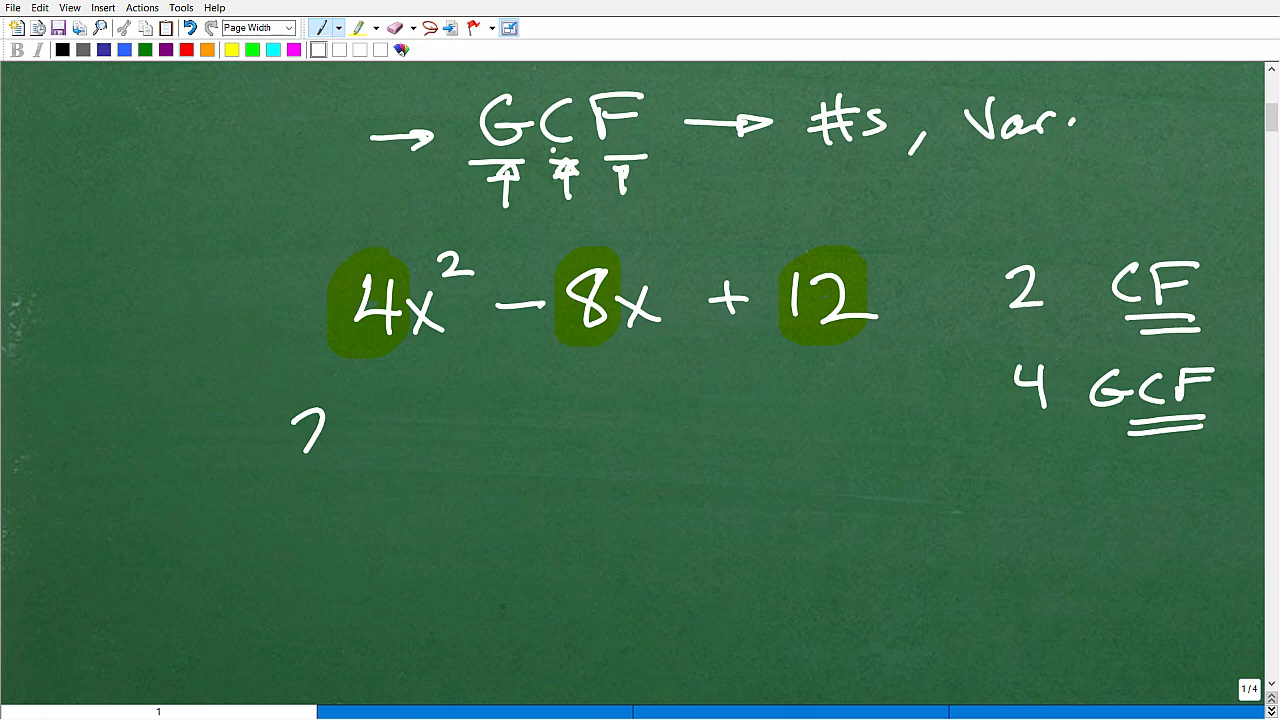 File Edit View Insert Actions Tools Help
Page Width
B I
→ GCF → #s, Var.
4x² − 8x + 12 2 CF
4 GCF
2
1/4
1